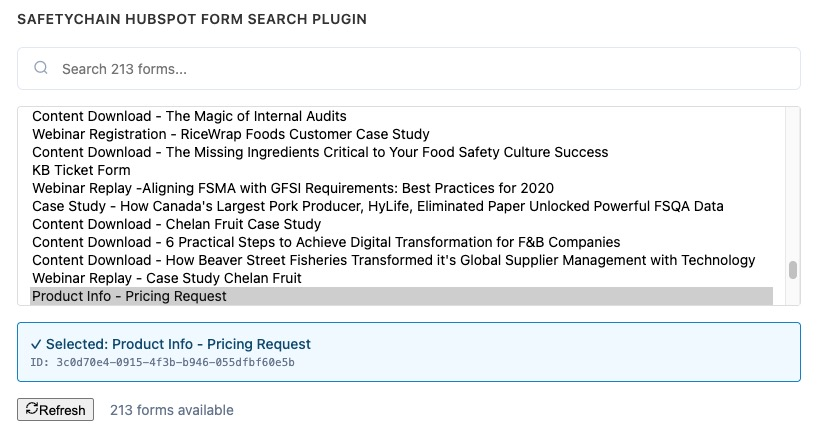 SAFETYCHAIN HUBSPOT FORM SEARCH PLUGIN
Search 213 forms...
Content Download - The Magic of Internal Audits
Webinar Registration - RiceWrap Foods Customer Case Study
Content Download - The Missing Ingredients Critical to Your Food Safety Culture Success
KB Ticket Form
Webinar Replay -Aligning FSMA with GFSI Requirements: Best Practices for 2020
Case Study - How Canada's Largest Pork Producer, HyLife, Eliminated Paper Unlocked Powerful FSQA Data
Content Download - Chelan Fruit Case Study
Content Download - 6 Practical Steps to Achieve Digital Transformation for F&B Companies
Content Download - How Beaver Street Fisheries Transformed it's Global Supplier Management with Technology
Webinar Replay - Case Study Chelan Fruit
Product Info - Pricing Request
✓ Selected: Product Info - Pricing Request
ID: 3c0d70e4-0915-4f3b-b946-055dfbf60e5b
Refresh 213 forms available